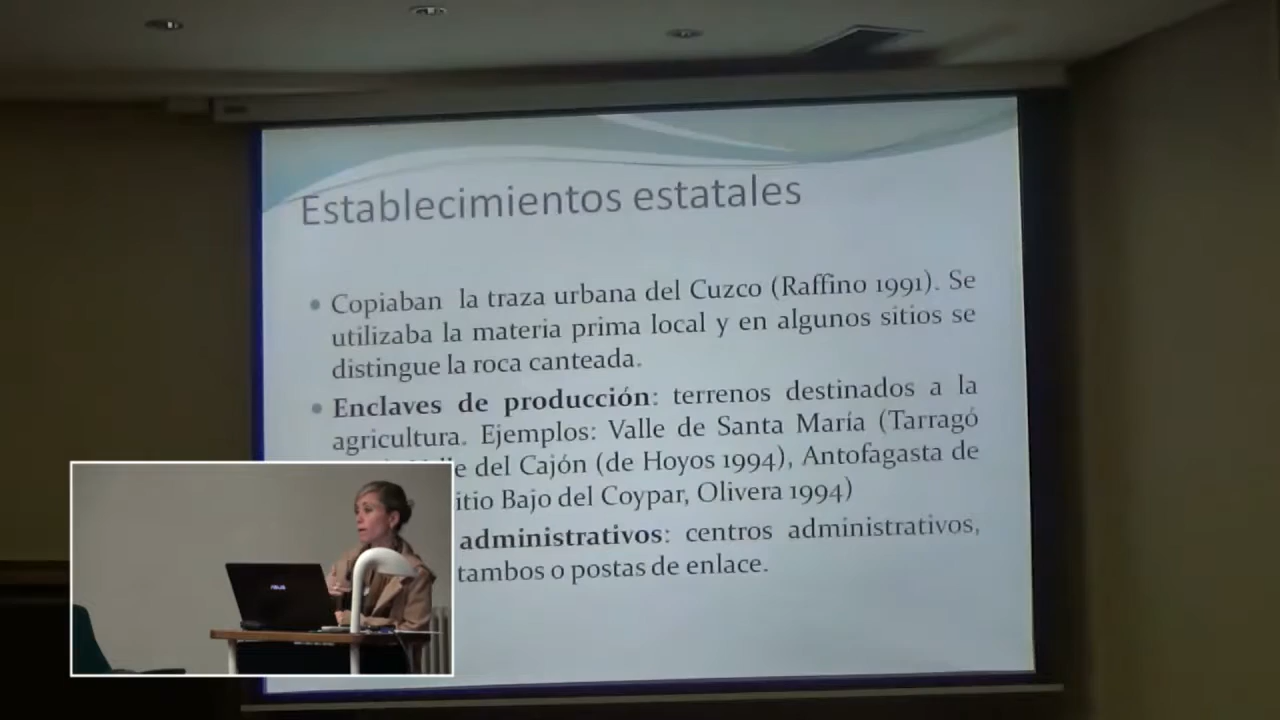 Establecimientos estatales
Copiaban la traza urbana del Cuzco (Raffino 1991). Se
utilizaba la materia prima local y en algunos sitios se
distingue la roca canteada.
Enclaves de producción: terrenos destinados a la
agricultura. Ejemplos: Valle de Santa María (Tarragó
del Cajón (de Hoyos 1994), Antofagasta de
Bajo del Coypar, Olivera 1994)
administrativos: centros administrativos,
tambos o postas de enlace.
ASUS